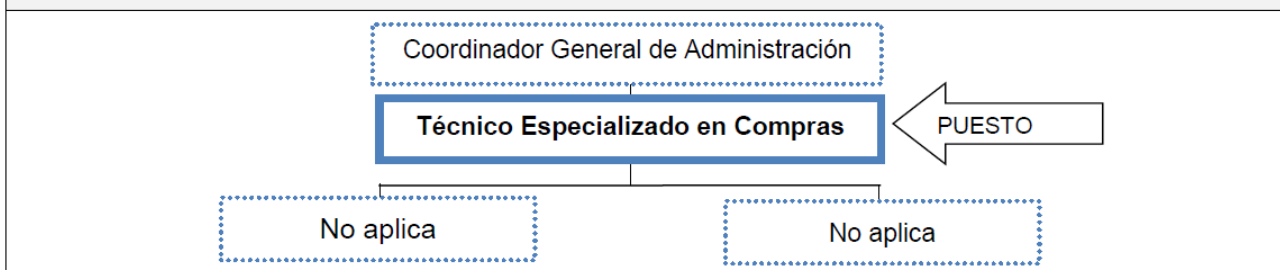 Coordinador General de Administración
Técnico Especializado en Compras
PUESTO
No aplica
No aplica